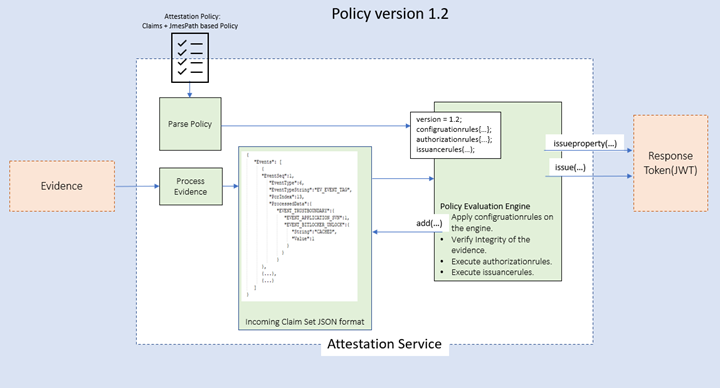 Policy version 1.2
Attestation Policy:
Claims + JmesPath based Policy
Parse Policy
version = 1.2;
configruationrules{...};
authorizationrules{...};
issuancerules{...};
issueproperty(...)
issue(...)
Response
Token(JWT)
Evidence
Process
Evidence
{
"Events": [
{
"EventSeq":1,
"EventType":6,
"EventTypeString":"EV_EVENT_TAG",
"PcrIndex":13,
"ProcessedData":{
"EVENT_TRUSTBOUNDARY":{
"EVENT_APPLICATION_SVN":1,
"EVENT_BITLOCKER_UNLOCK":{
"String":"CACHED",
"Value":1
}
}
}
},
{...},
{...}
]
}
Incoming Claim Set JSON format
add(...)
Policy Evaluation Engine
Apply configruationrules on
the engine.
• Verify Integrity of the
evidence.
• Execute authorizationrules.
• Execute issuancerules.
Attestation Service